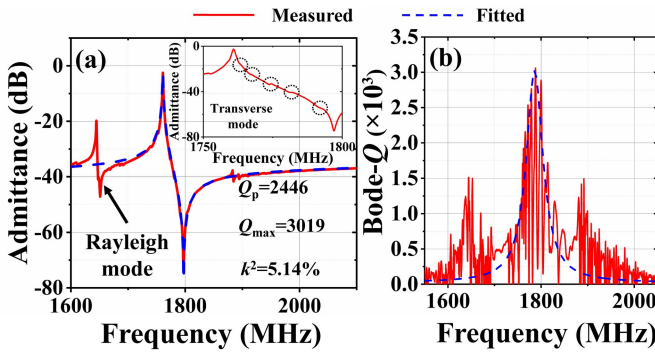 Measured Fitted
(a)
Admittance (dB)
0
-20
-40
-60
-80
1600 1800 2000
Frequency (MHz)
Rayleigh
mode
Admittance (dB)
0
-40
-80
Transverse
mode
1750 1800
Frequency (MHz)
Qp=2446
Qmax=3019
k²=5.14%
(b)
Bode-Q (×10³)
3.5
3.0
2.5
2.0
1.5
1.0
0.5
0.0
1600 1800 2000
Frequency (MHz)